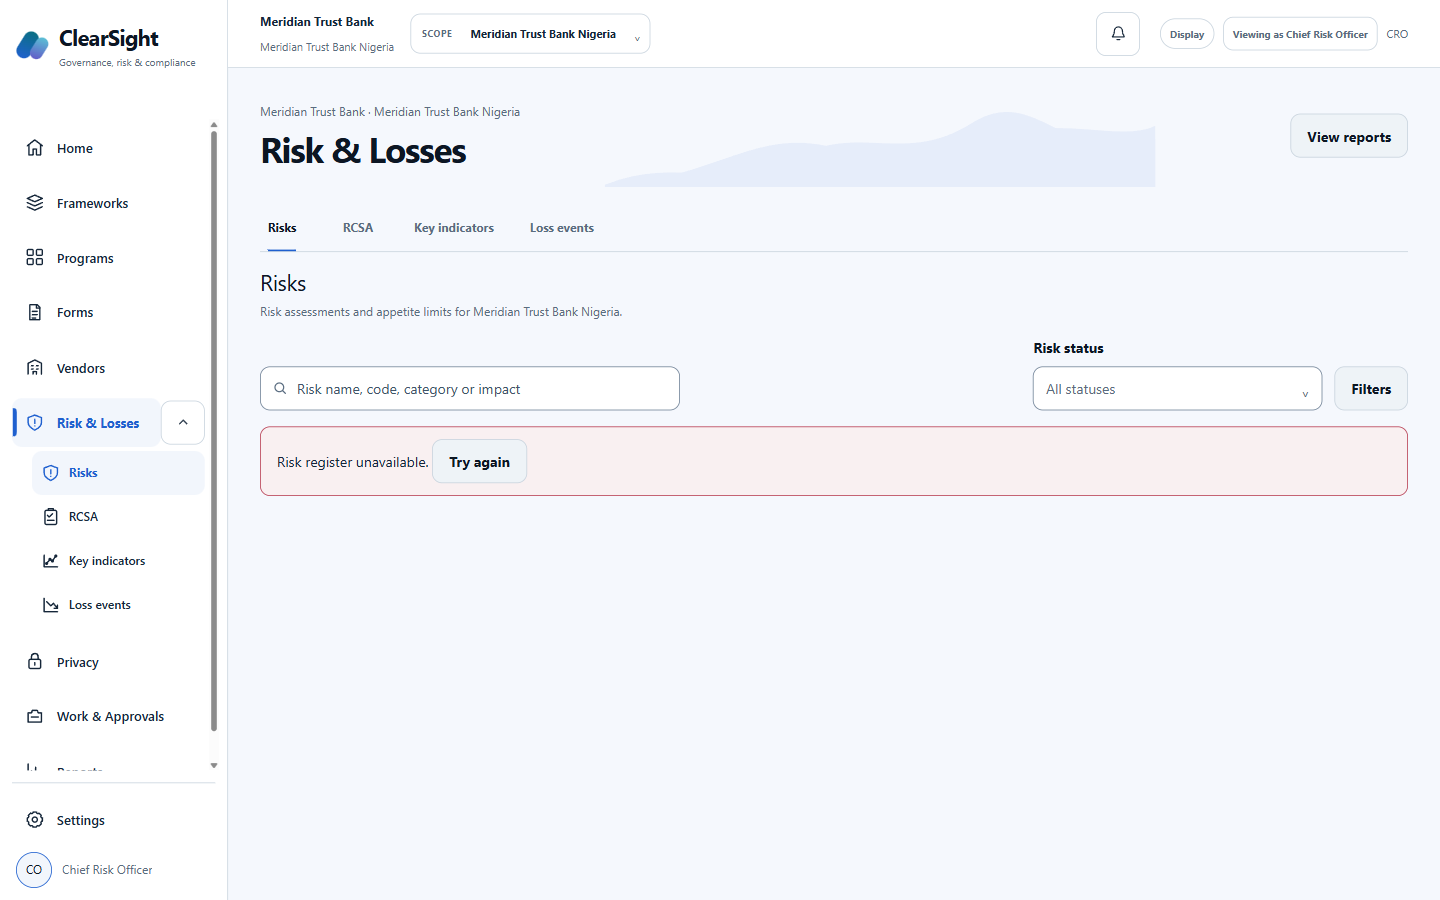 ClearSight
Governance, risk & compliance
Meridian Trust Bank
Meridian Trust Bank Nigeria
SCOPE
Meridian Trust Bank Nigeria
Display
Viewing as Chief Risk Officer
CRO
Home
Frameworks
Programs
Forms
Vendors
Risk & Losses
Risks
RCSA
Key indicators
Loss events
Privacy
Work & Approvals
Settings
CO
Chief Risk Officer
Meridian Trust Bank · Meridian Trust Bank Nigeria
Risk & Losses
View reports
Risks
RCSA
Key indicators
Loss events
Risks
Risk assessments and appetite limits for Meridian Trust Bank Nigeria.
Risk status
Risk name, code, category or impact
All statuses
Filters
Risk register unavailable.
Try again